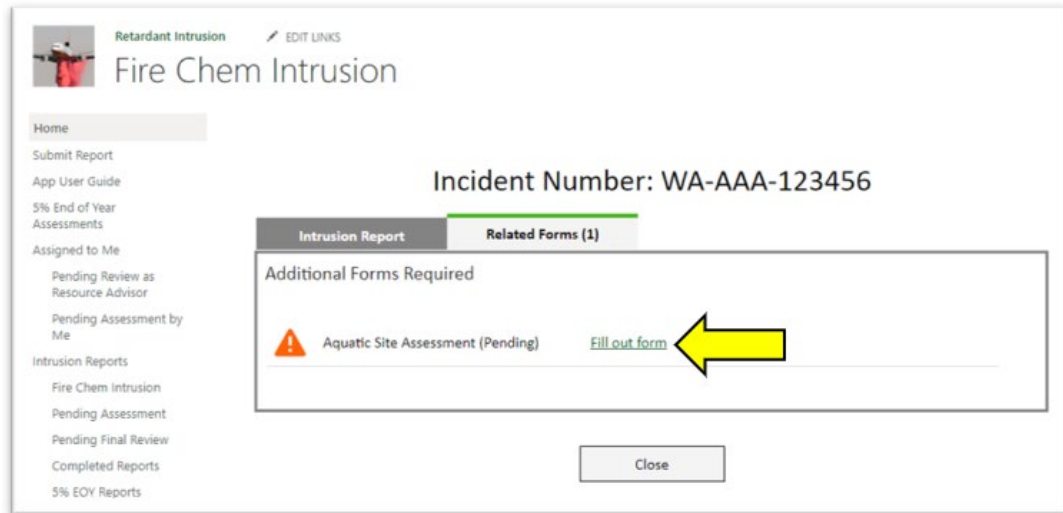 Retardant Intrusion EDIT LINKS
Fire Chem Intrusion
Home
Submit Report
App User Guide
5% End of Year
Assessments
Assigned to Me
Pending Review as
Resource Advisor
Pending Assessment by
Me
Intrusion Reports
Fire Chem Intrusion
Pending Assessment
Pending Final Review
Completed Reports
5% EOY Reports
Incident Number: WA-AAA-123456
Intrusion Report Related Forms (1)
Additional Forms Required
Aquatic Site Assessment (Pending) Fill out form
Close